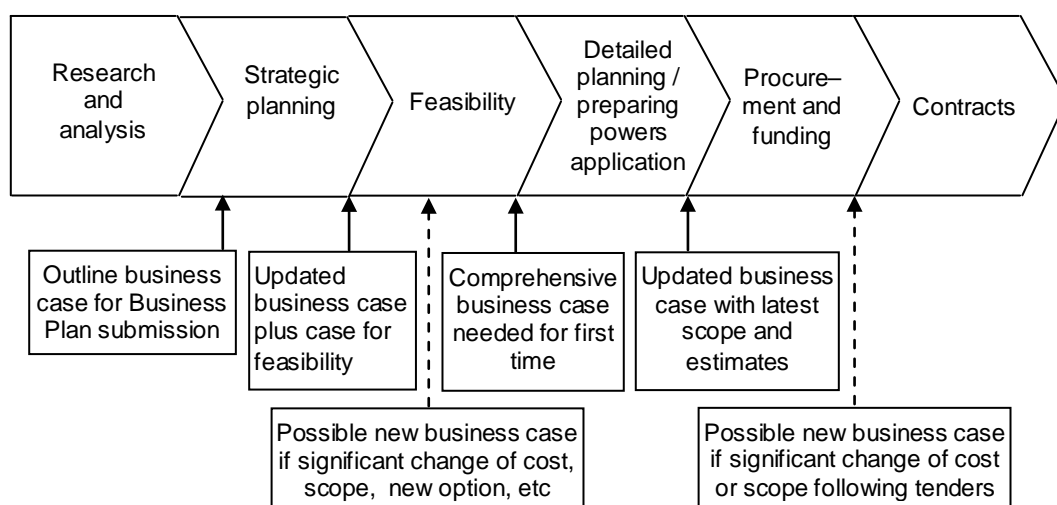 Research
and
analysis
Strategic
planning
Feasibility
Detailed
planning /
preparing
powers
application
Procure–
ment and
funding
Contracts
Outline business
case for Business
Plan submission
Updated
business case
plus case for
feasibility
Comprehensive
business case
needed for first
time
Updated business
case with latest
scope and
estimates
Possible new business case
if significant change of cost,
scope, new option, etc
Possible new business case
if significant change of cost
or scope following tenders